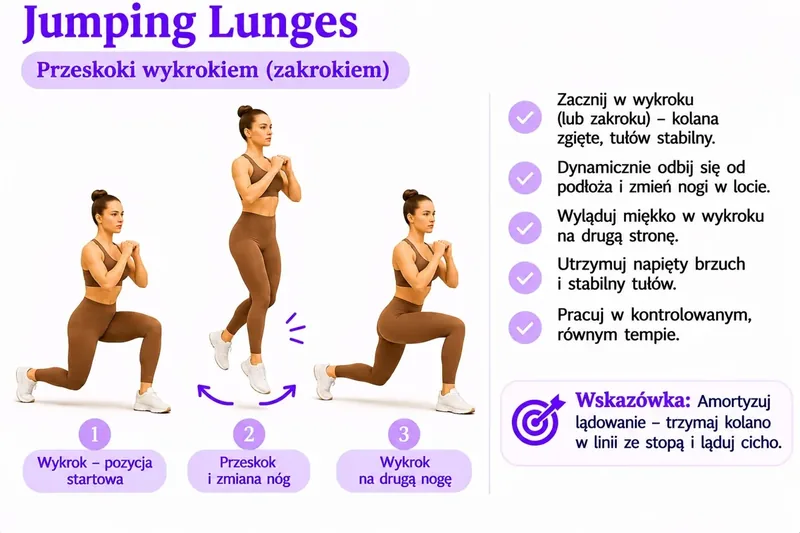 Jumping Lunges
Przeskoki wykrokiem (zakrokiem)
Zacznij w wykroku
(lub zakroku) – kolana
zgięte, tułów stabilny.
Dynamicznie odbij się od
podłoża i zmień nogi w locie.
Wyląduj miękko w wykroku
na drugą stronę.
Utrzymuj napięty brzuch
i stabilny tułów.
Pracuj w kontrolowanym,
równym tempie.
1
Wykrok – pozycja
startowa
2
Przeskok
i zmiana nóg
3
Wykrok
na drugą nogę
Wskazówka: Amortyzuj
lądowanie – trzymaj kolano
w linii ze stopą i ląduj cicho.